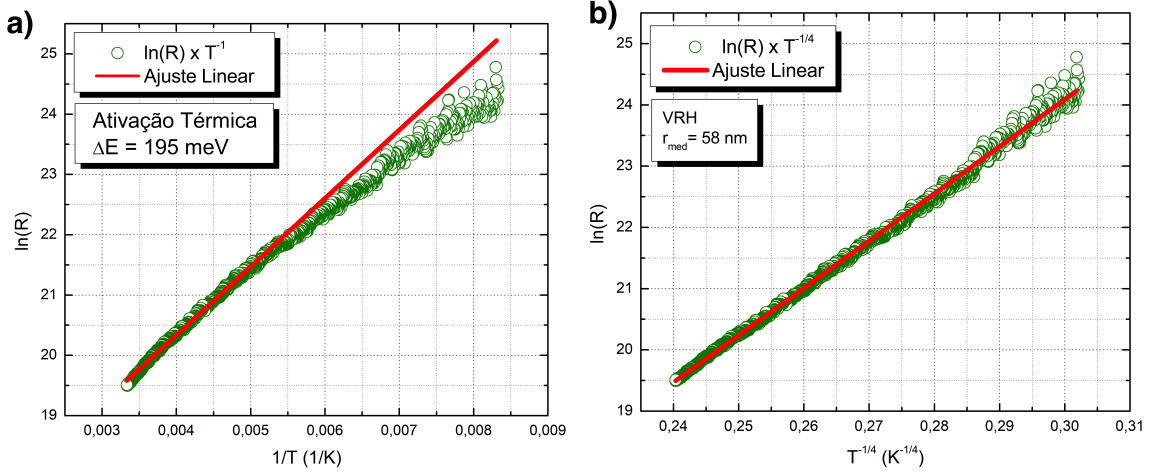 a)
ln(R) x T⁻¹
Ajuste Linear
Ativação Térmica
ΔE = 195 meV
ln(R)
25
24
23
22
21
20
19
0,003 0,004 0,005 0,006 0,007 0,008 0,009
1/T (1/K)
b)
ln(R) x T⁻¹/⁴
Ajuste Linear
VRH
r_med = 58 nm
ln(R)
25
24
23
22
21
20
19
0,24 0,25 0,26 0,27 0,28 0,29 0,30 0,31
T⁻¹/⁴ (K⁻¹/⁴)